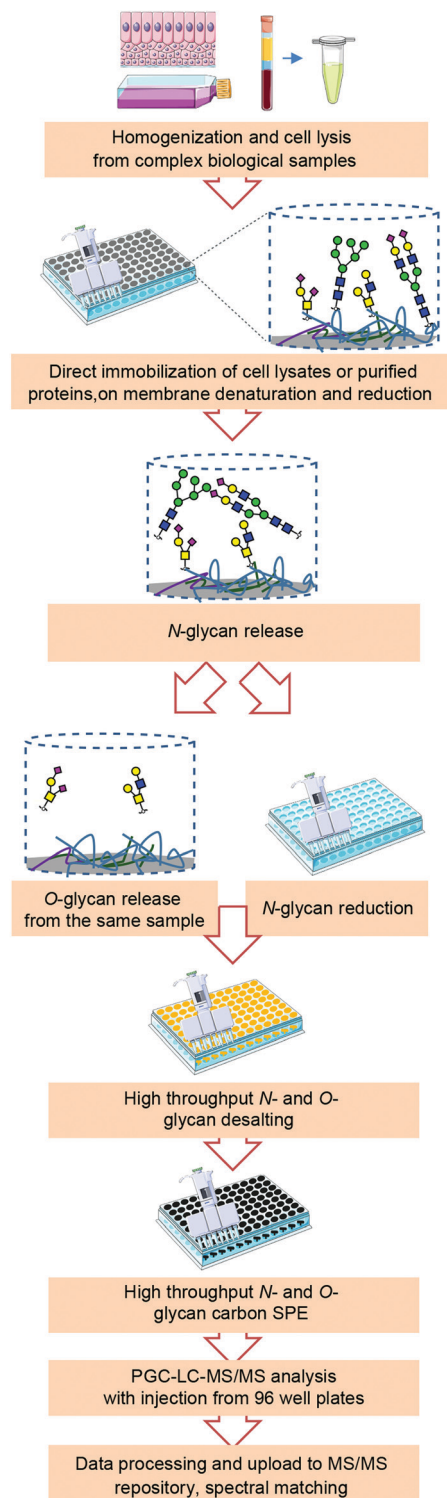 Homogenization and cell lysis
from complex biological samples
Direct immobilization of cell lysates or purified
proteins,on membrane denaturation and reduction
N-glycan release
O-glycan release
from the same sample
N-glycan reduction
High throughput N- and O-
glycan desalting
High throughput N- and O-
glycan carbon SPE
PGC-LC-MS/MS analysis
with injection from 96 well plates
Data processing and upload to MS/MS
repository, spectral matching